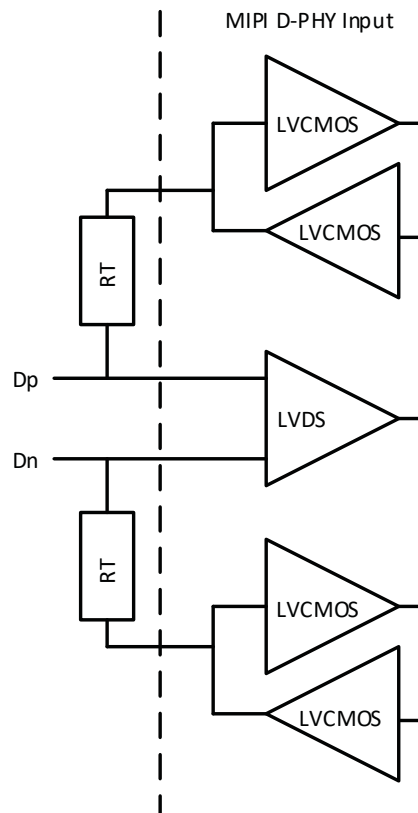 MIPI D-PHY Input
LVCMOS
LVCMOS
RT
Dp
LVDS
Dn
RT
LVCMOS
LVCMOS